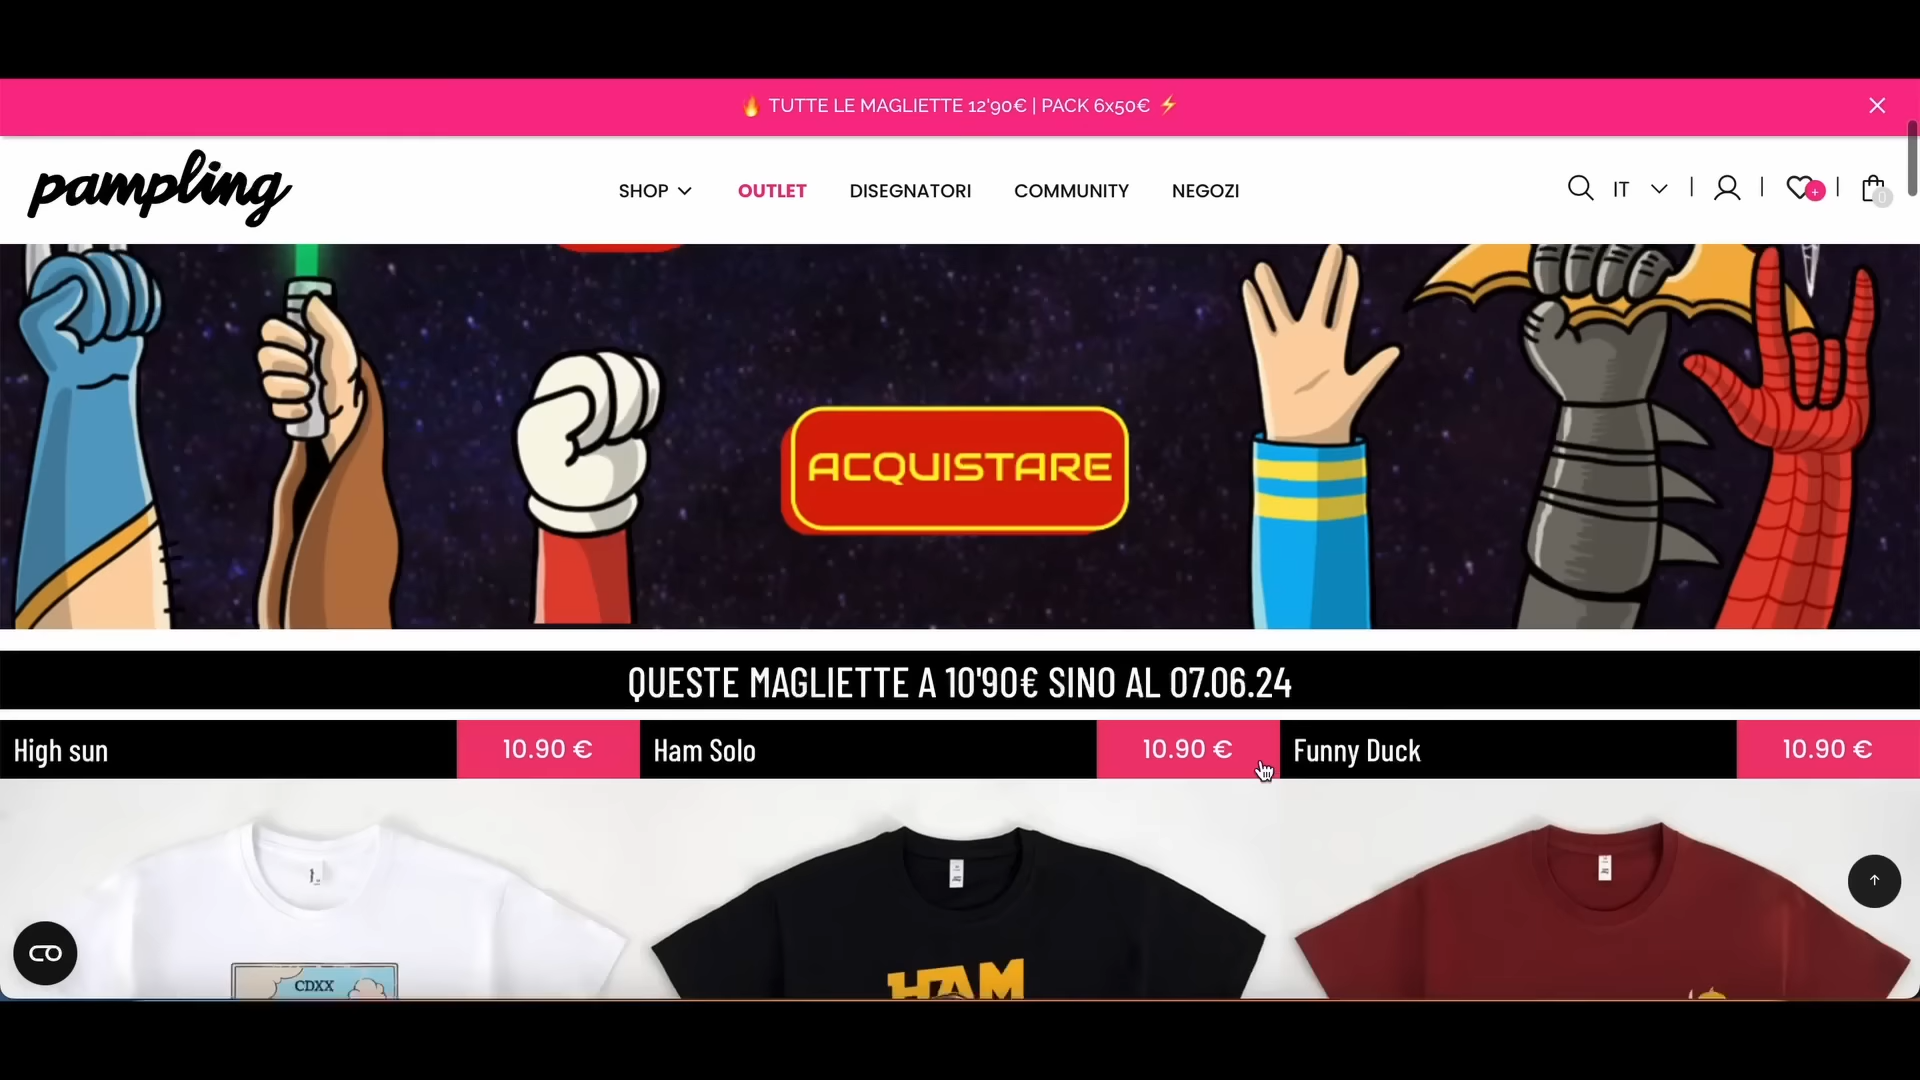 🔥 TUTTE LE MAGLIETTE 12'90€ | PACK 6x50€ ⚡
pampling
SHOP OUTLET DISEGNATORI COMMUNITY NEGOZI
IT
0
ACQUISTARE
QUESTE MAGLIETTE A 10'90€ SINO AL 07.06.24
High sun 10.90 € Ham Solo 10.90 € Funny Duck 10.90 €
CDXX
HAM